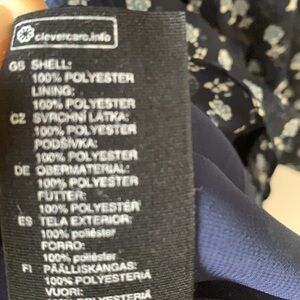 clevercare.info
GB SHELL:
100% POLYESTER
LINING:
100% POLYESTER
CZ SVRCHNÍ LÁTKA:
100% POLYESTER
PODŠÍVKA:
100% POLYESTER
DE OBERMATERIAL:
100% POLYESTER
FUTTER:
100% POLYESTER
ES TELA EXTERIOR:
100% poliéster
FORRO:
100% poliéster
FI PÄÄLLISKANGAS:
100% POLYESTERIÄ
VUORI:
100% POLYESTERIÄ